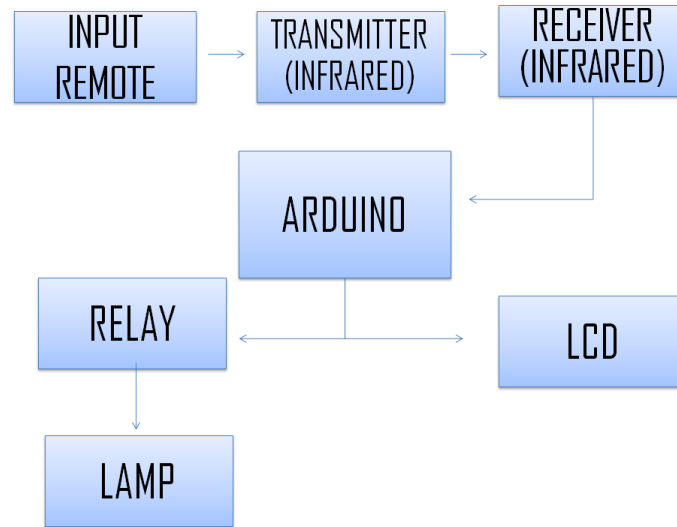 INPUT
REMOTE
TRANSMITTER
(INFRARED)
RECEIVER
(INFRARED)
ARDUINO
RELAY
LCD
LAMP